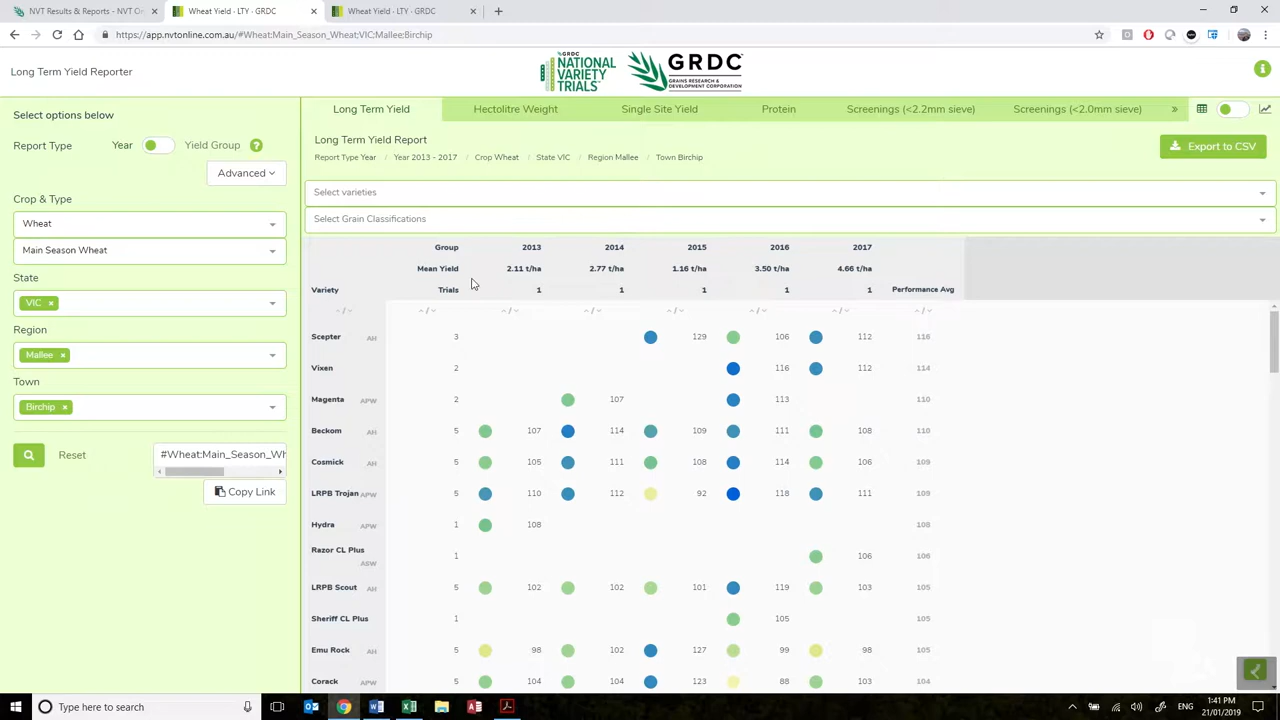 NVT Results & Reports - NVT On
Wheat Yield - LTY - GRDC
Wheat Yield - LTY - GRDC
https://app.nvtonline.com.au/#Wheat:Main_Season_Wheat;VIC:Mallee:Birchip
Long Term Yield Reporter
GRDC
NATIONAL
VARIETY
TRIALS
GRDC
GRAINS RESEARCH &
DEVELOPMENT CORPORATION
Select options below
Report Type Year Yield Group ?
Advanced
Crop & Type
Wheat
Main Season Wheat
State
VIC ×
Region
Mallee ×
Town
Birchip ×
Reset
#Wheat:Main_Season_Wh
Copy Link
Long Term Yield Hectolitre Weight Single Site Yield Protein Screenings (<2.2mm sieve) Screenings (<2.0mm sieve) »
Long Term Yield Report
Export to CSV
Report Type Year / Year 2013 - 2017 / Crop Wheat / State VIC / Region Mallee / Town Birchip
Select varieties
Select Grain Classifications
Group 2013 2014 2015 2016 2017
Mean Yield 2.11 t/ha 2.77 t/ha 1.16 t/ha 3.50 t/ha 4.66 t/ha
Variety Trials 1 1 1 1 1 Performance Avg
Scepter AH 3 129 106 112 116
Vixen 2 116 112 114
Magenta APW 2 107 113 110
Beckom AH 5 107 114 109 111 108 110
Cosmick AH 5 105 111 108 114 106 109
LRPB Trojan APW 5 110 112 92 118 111 109
Hydra APW 1 108 108
Razor CL Plus ASW 1 106 106
LRPB Scout AH 5 102 102 101 119 103 105
Sheriff CL Plus 1 105 105
Emu Rock AH 5 98 102 127 99 98 105
Corack APW 5 104 104 123 88 103 104
Type here to search
ENG
1:41 PM
21/01/2019